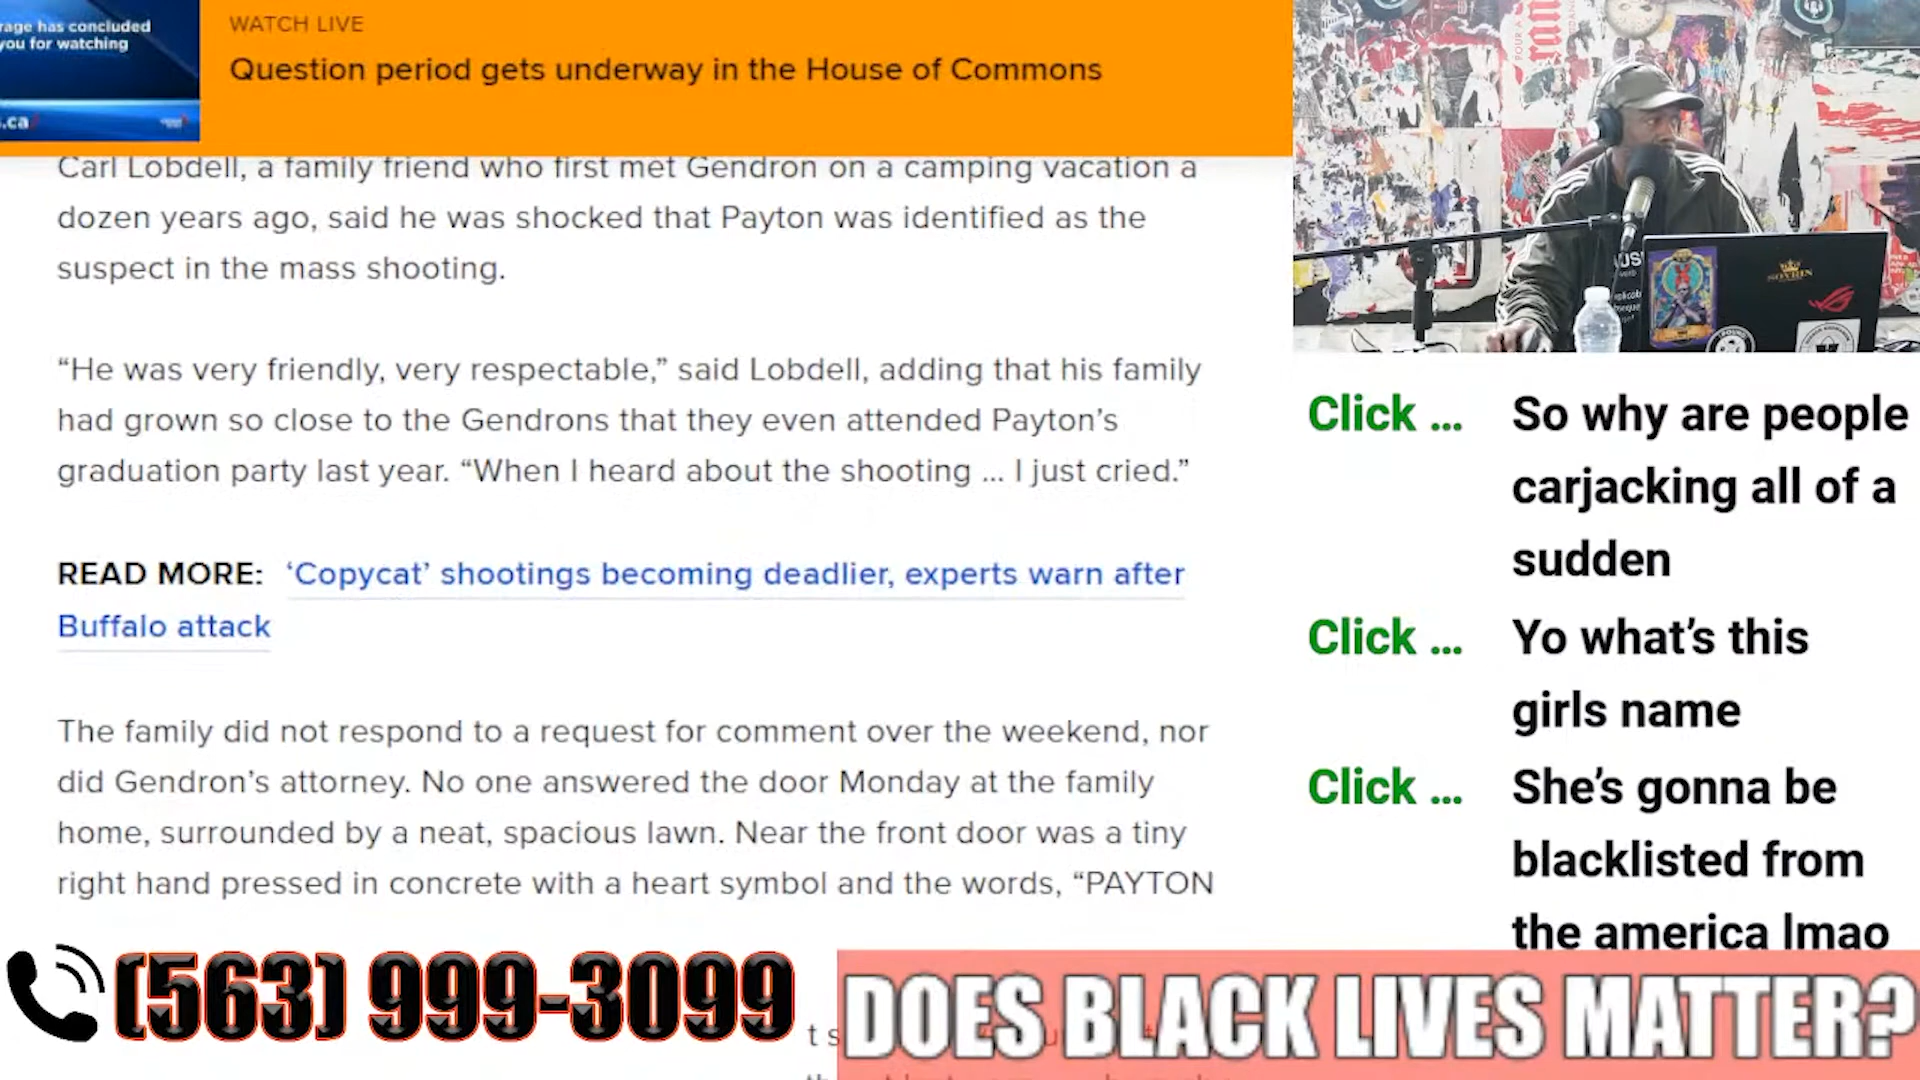 rage has concluded
you for watching
.ca
WATCH LIVE
Question period gets underway in the House of Commons
Carl Lobdell, a family friend who first met Gendron on a camping vacation a
dozen years ago, said he was shocked that Payton was identified as the
suspect in the mass shooting.
“He was very friendly, very respectable,” said Lobdell, adding that his family
had grown so close to the Gendrons that they even attended Payton’s
graduation party last year. “When I heard about the shooting ... I just cried.”
READ MORE: ‘Copycat’ shootings becoming deadlier, experts warn after
Buffalo attack
The family did not respond to a request for comment over the weekend, nor
did Gendron’s attorney. No one answered the door Monday at the family
home, surrounded by a neat, spacious lawn. Near the front door was a tiny
right hand pressed in concrete with a heart symbol and the words, “PAYTON
Click ... So why are people
carjacking all of a
sudden
Click ... Yo what’s this
girls name
Click ... She’s gonna be
blacklisted from
the america lmao
(563) 999-3099
DOES BLACK LIVES MATTER?